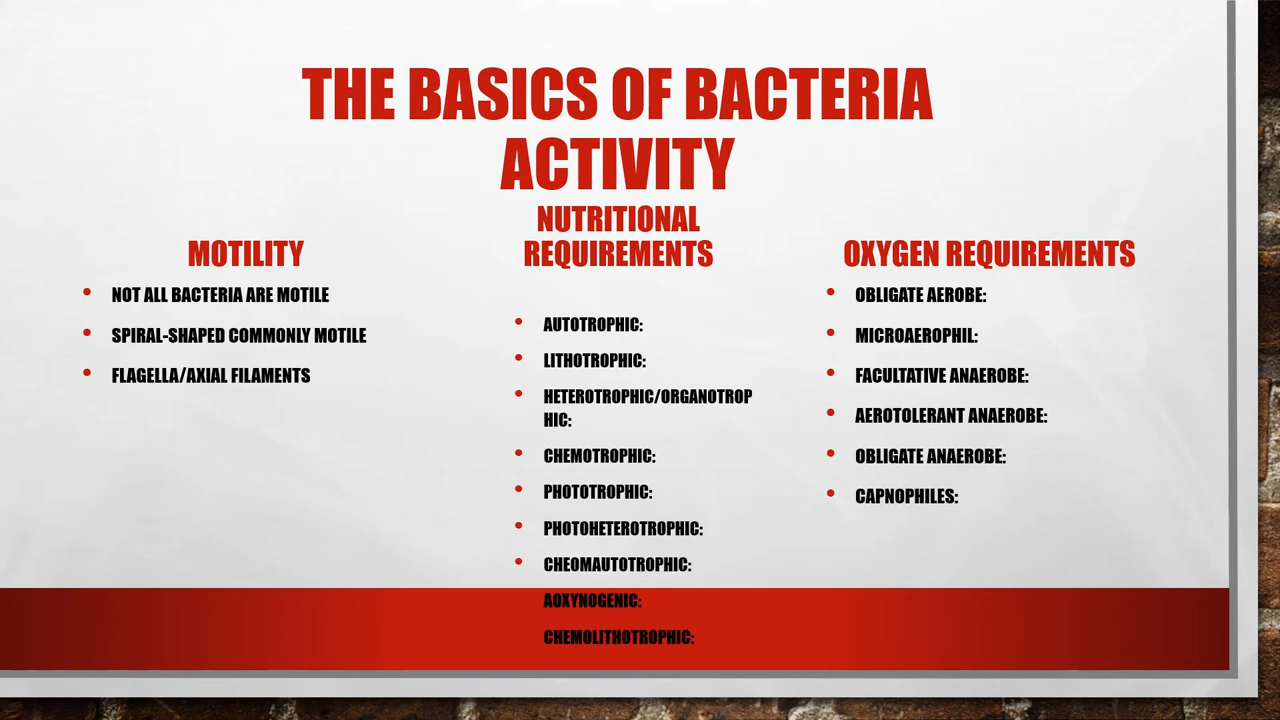 THE BASICS OF BACTERIA
ACTIVITY
MOTILITY
• NOT ALL BACTERIA ARE MOTILE
• SPIRAL-SHAPED COMMONLY MOTILE
• FLAGELLA/AXIAL FILAMENTS
NUTRITIONAL
REQUIREMENTS
• AUTOTROPHIC:
• LITHOTROPHIC:
• HETEROTROPHIC/ORGANOTROP
HIC:
• CHEMOTROPHIC:
• PHOTOTROPHIC:
• PHOTOHETEROTROPHIC:
• CHEOMAUTOTROPHIC:
AOXYNOGENIC:
CHEMOLITHOTROPHIC:
OXYGEN REQUIREMENTS
• OBLIGATE AEROBE:
• MICROAEROPHIL:
• FACULTATIVE ANAEROBE:
• AEROTOLERANT ANAEROBE:
• OBLIGATE ANAEROBE:
• CAPNOPHILES: